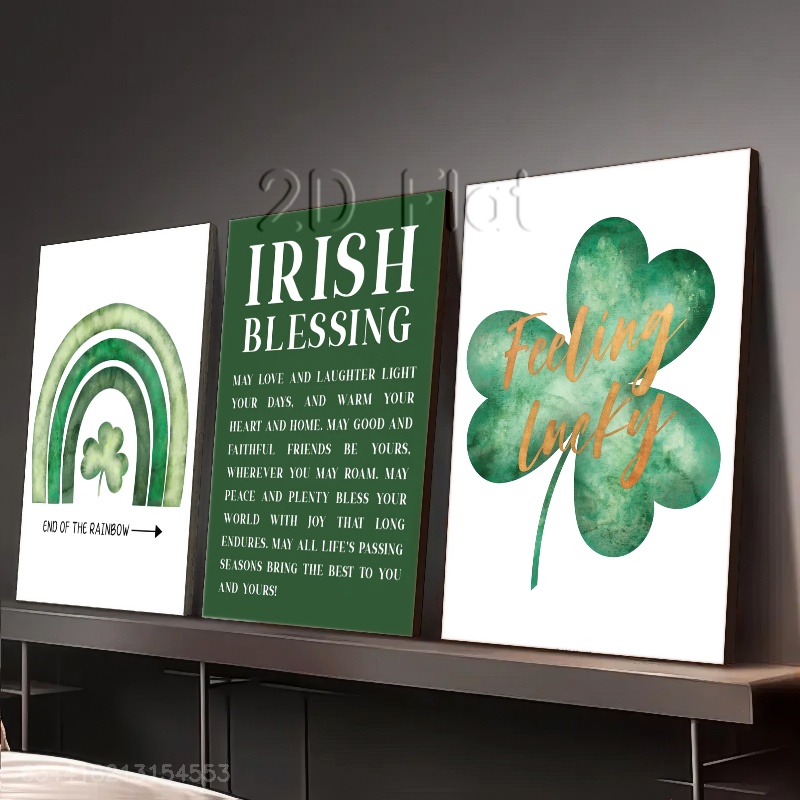 2D Flat
END OF THE RAINBOW
IRISH
BLESSING
MAY LOVE AND LAUGHTER LIGHT
YOUR DAYS, AND WARM YOUR
HEART AND HOME. MAY GOOD AND
FAITHFUL FRIENDS BE YOURS,
WHEREVER YOU MAY ROAM. MAY
PEACE AND PLENTY BLESS YOUR
WORLD WITH JOY THAT LONG
ENDURES. MAY ALL LIFE'S PASSING
SEASONS BRING THE BEST TO YOU
AND YOURS!
Feeling
lucky